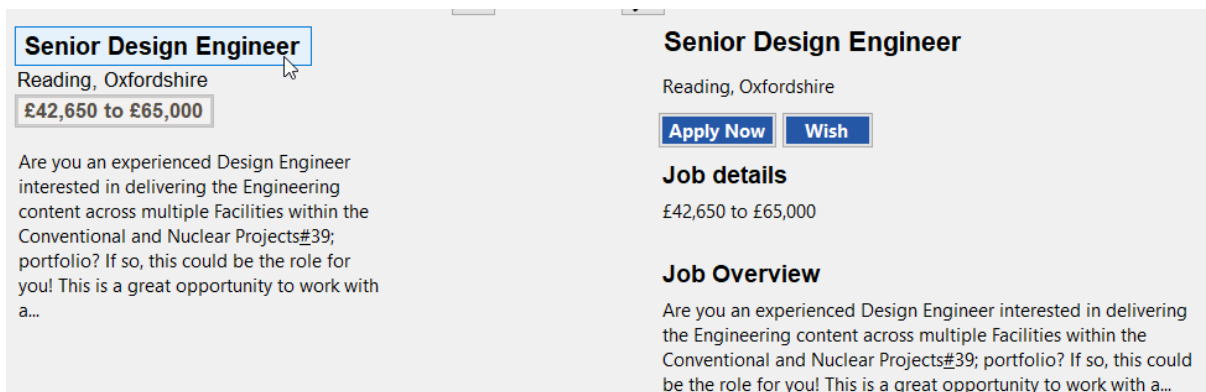 Senior Design Engineer
Reading, Oxfordshire
£42,650 to £65,000
Are you an experienced Design Engineer
interested in delivering the Engineering
content across multiple Facilities within the
Conventional and Nuclear Projects#39;
portfolio? If so, this could be the role for
you! This is a great opportunity to work with
a...
Senior Design Engineer
Reading, Oxfordshire
Apply Now Wish
Job details
£42,650 to £65,000
Job Overview
Are you an experienced Design Engineer interested in delivering
the Engineering content across multiple Facilities within the
Conventional and Nuclear Projects#39; portfolio? If so, this could
be the role for you! This is a great opportunity to work with a...